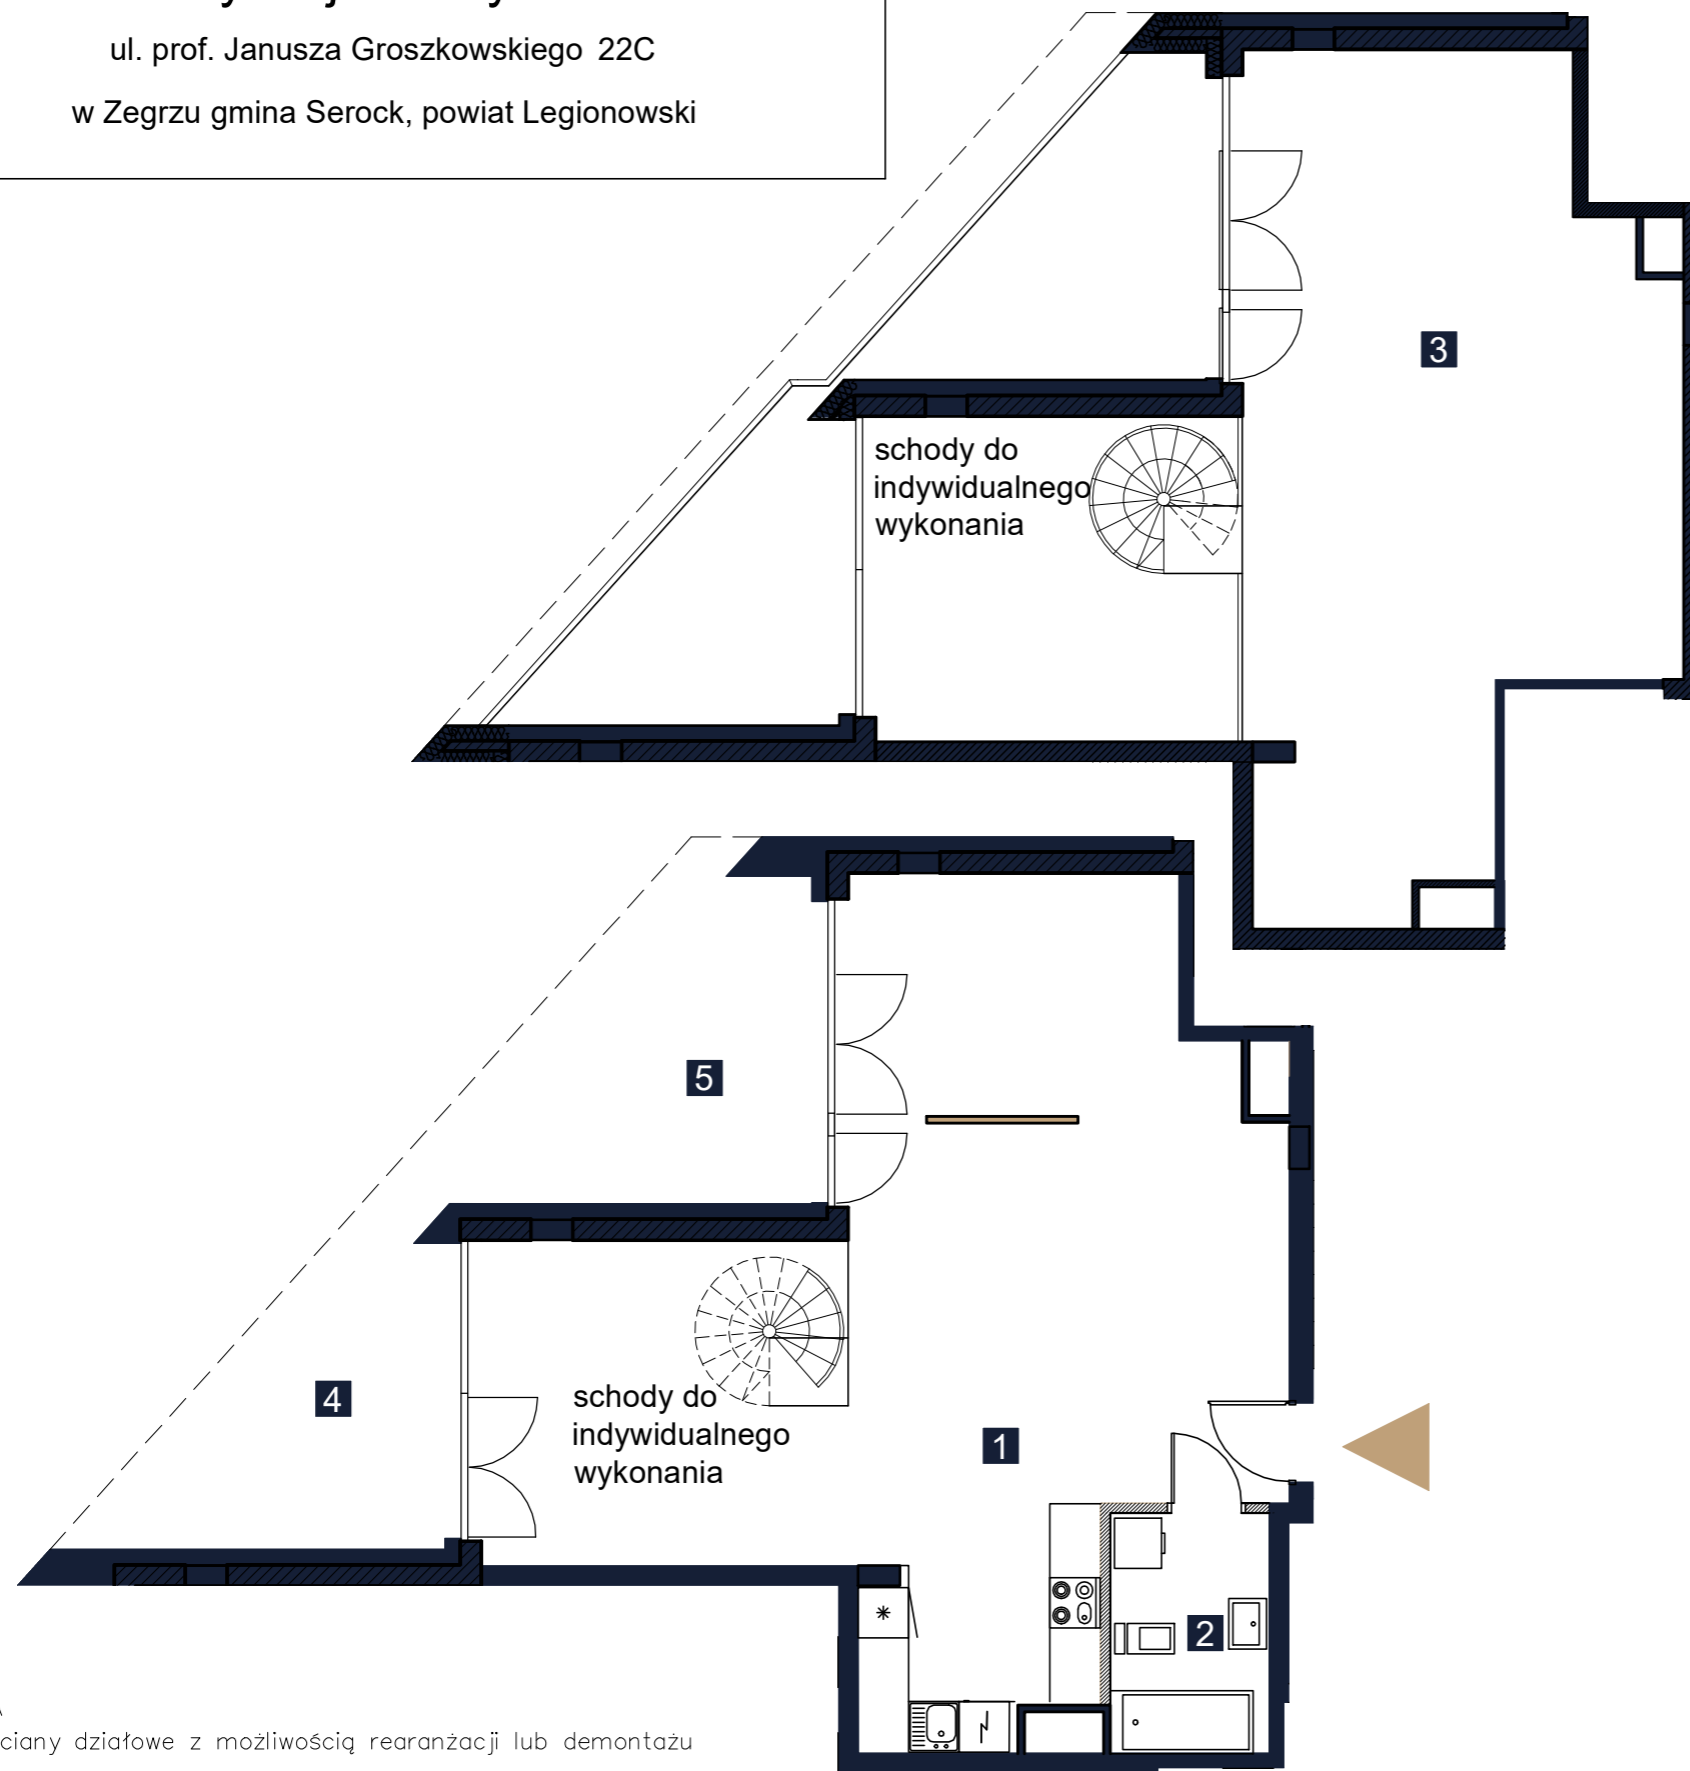 ul. prof. Janusza Groszkowskiego 22C
w Zegrzu gmina Serock, powiat Legionowski
3
schody do
indywidualnego
wykonania
5
4
schody do
indywidualnego
wykonania
1
2
działowe z możliwością rearanżacji lub demontażu